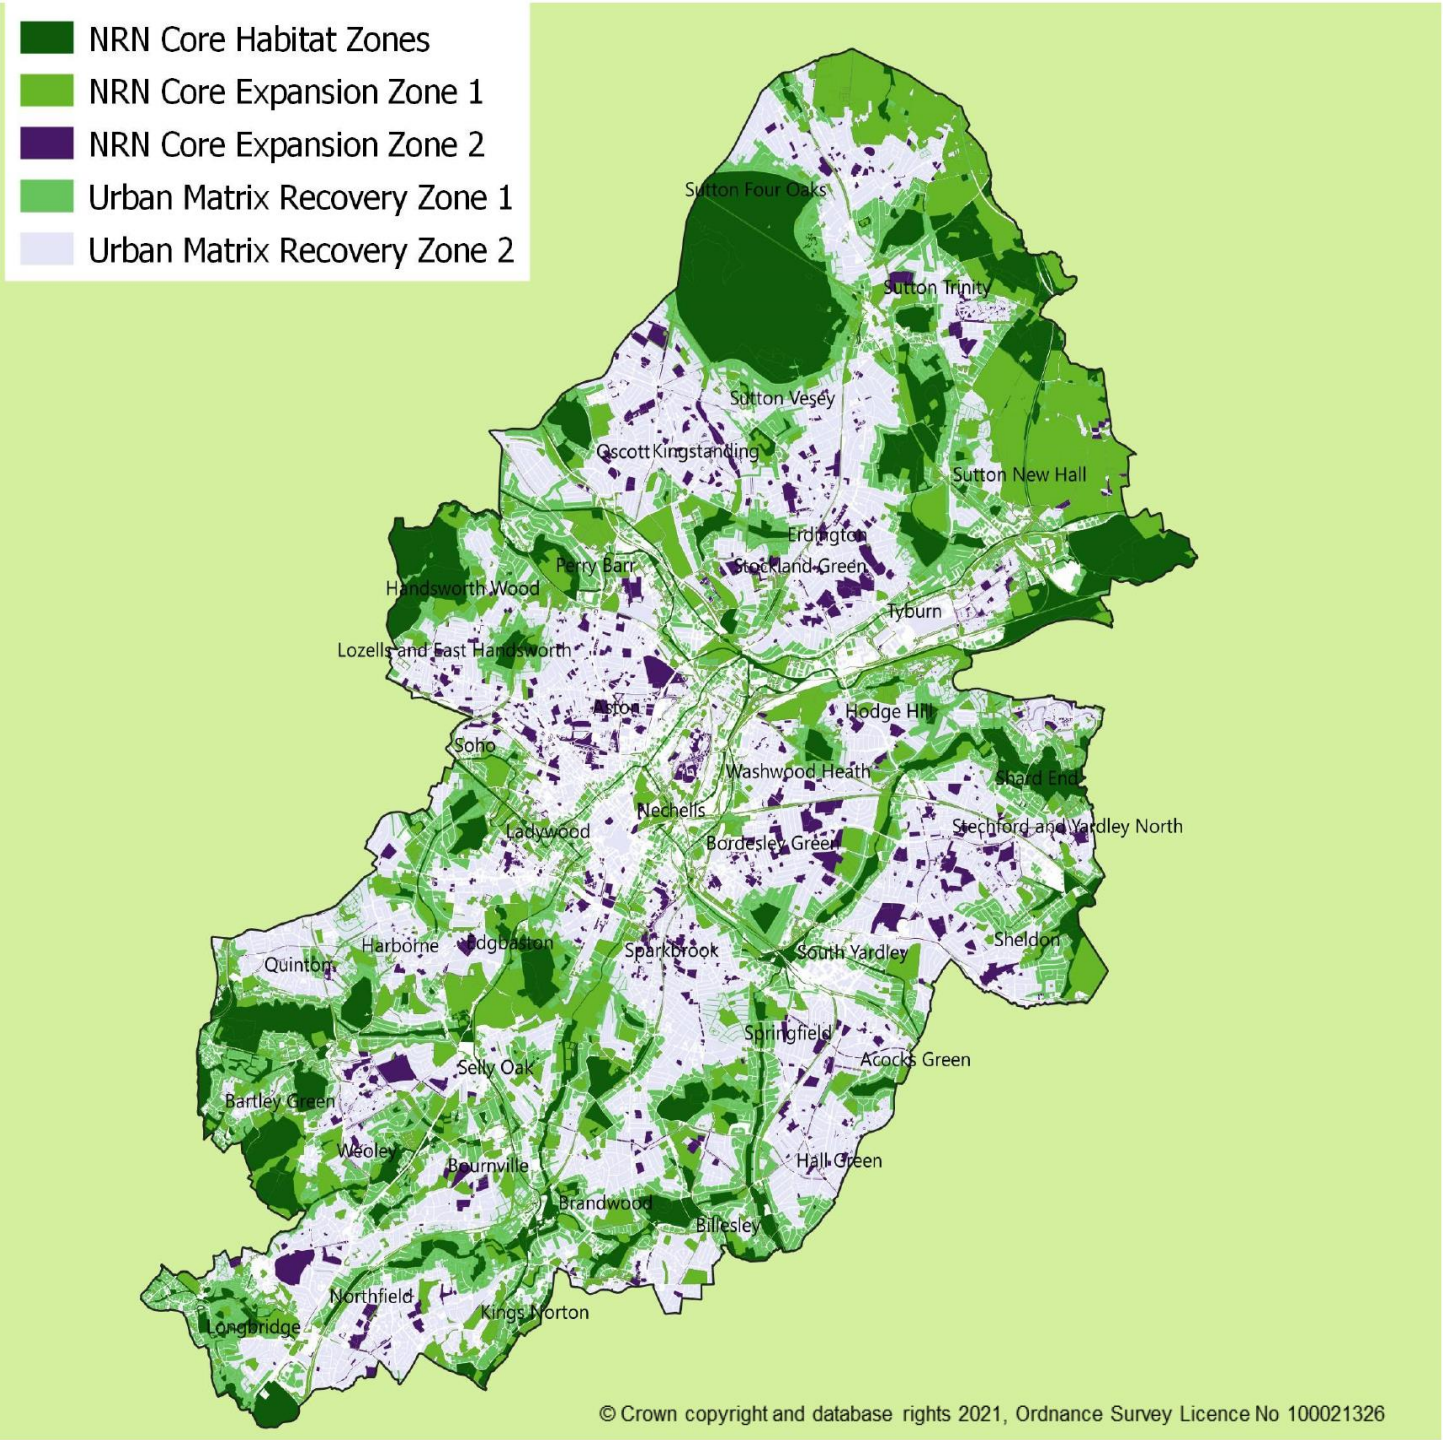 NRN Core Habitat Zones
NRN Core Expansion Zone 1
NRN Core Expansion Zone 2
Urban Matrix Recovery Zone 1
Urban Matrix Recovery Zone 2
Sutton Four Oaks
Sutton Trinity
Sutton Vesey
Oscott
Kingstanding
Sutton New Hall
Erdington
Perry Barr
Stockland Green
Handsworth Wood
Tyburn
Lozells and East Handsworth
Aston
Hodge Hill
Soho
Washwood Heath
Shard End
Nechells
Ladywood
Stechford and Yardley North
Bordesley Green
Harborne
Edgbaston
Sparkbrook
South Yardley
Sheldon
Quinton
Springfield
Acocks Green
Selly Oak
Bartley Green
Weoley
Bournville
Hall Green
Brandwood
Billesley
Northfield
Kings Norton
Longbridge
© Crown copyright and database rights 2021, Ordnance Survey Licence No 100021326